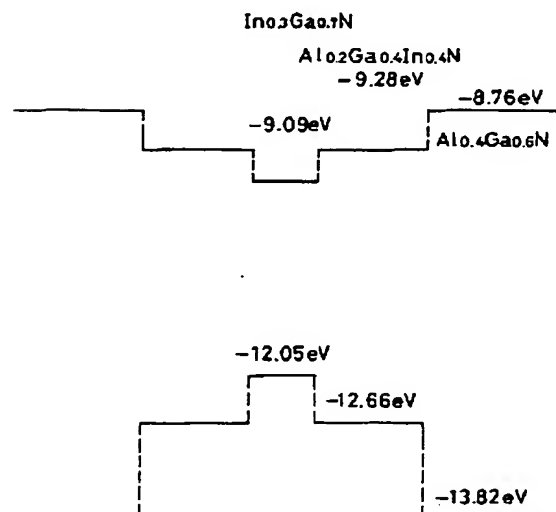 In0.3Ga0.7N
Al0.2Ga0.4In0.4N
−9.28eV
−8.76eV
−9.09eV
Al0.4Ga0.6N
−12.05eV
−12.66eV
−13.82eV